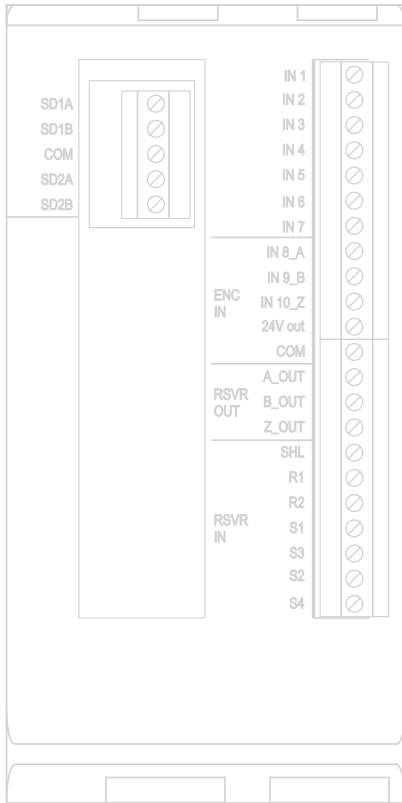 SD1A
SD1B
COM
SD2A
SD2B
IN 1
IN 2
IN 3
IN 4
IN 5
IN 6
IN 7
ENC
IN
IN 8_A
IN 9_B
IN 10_Z
24V out
COM
RSVR
OUT
A_OUT
B_OUT
Z_OUT
RSVR
IN
SHL
R1
R2
S1
S3
S2
S4